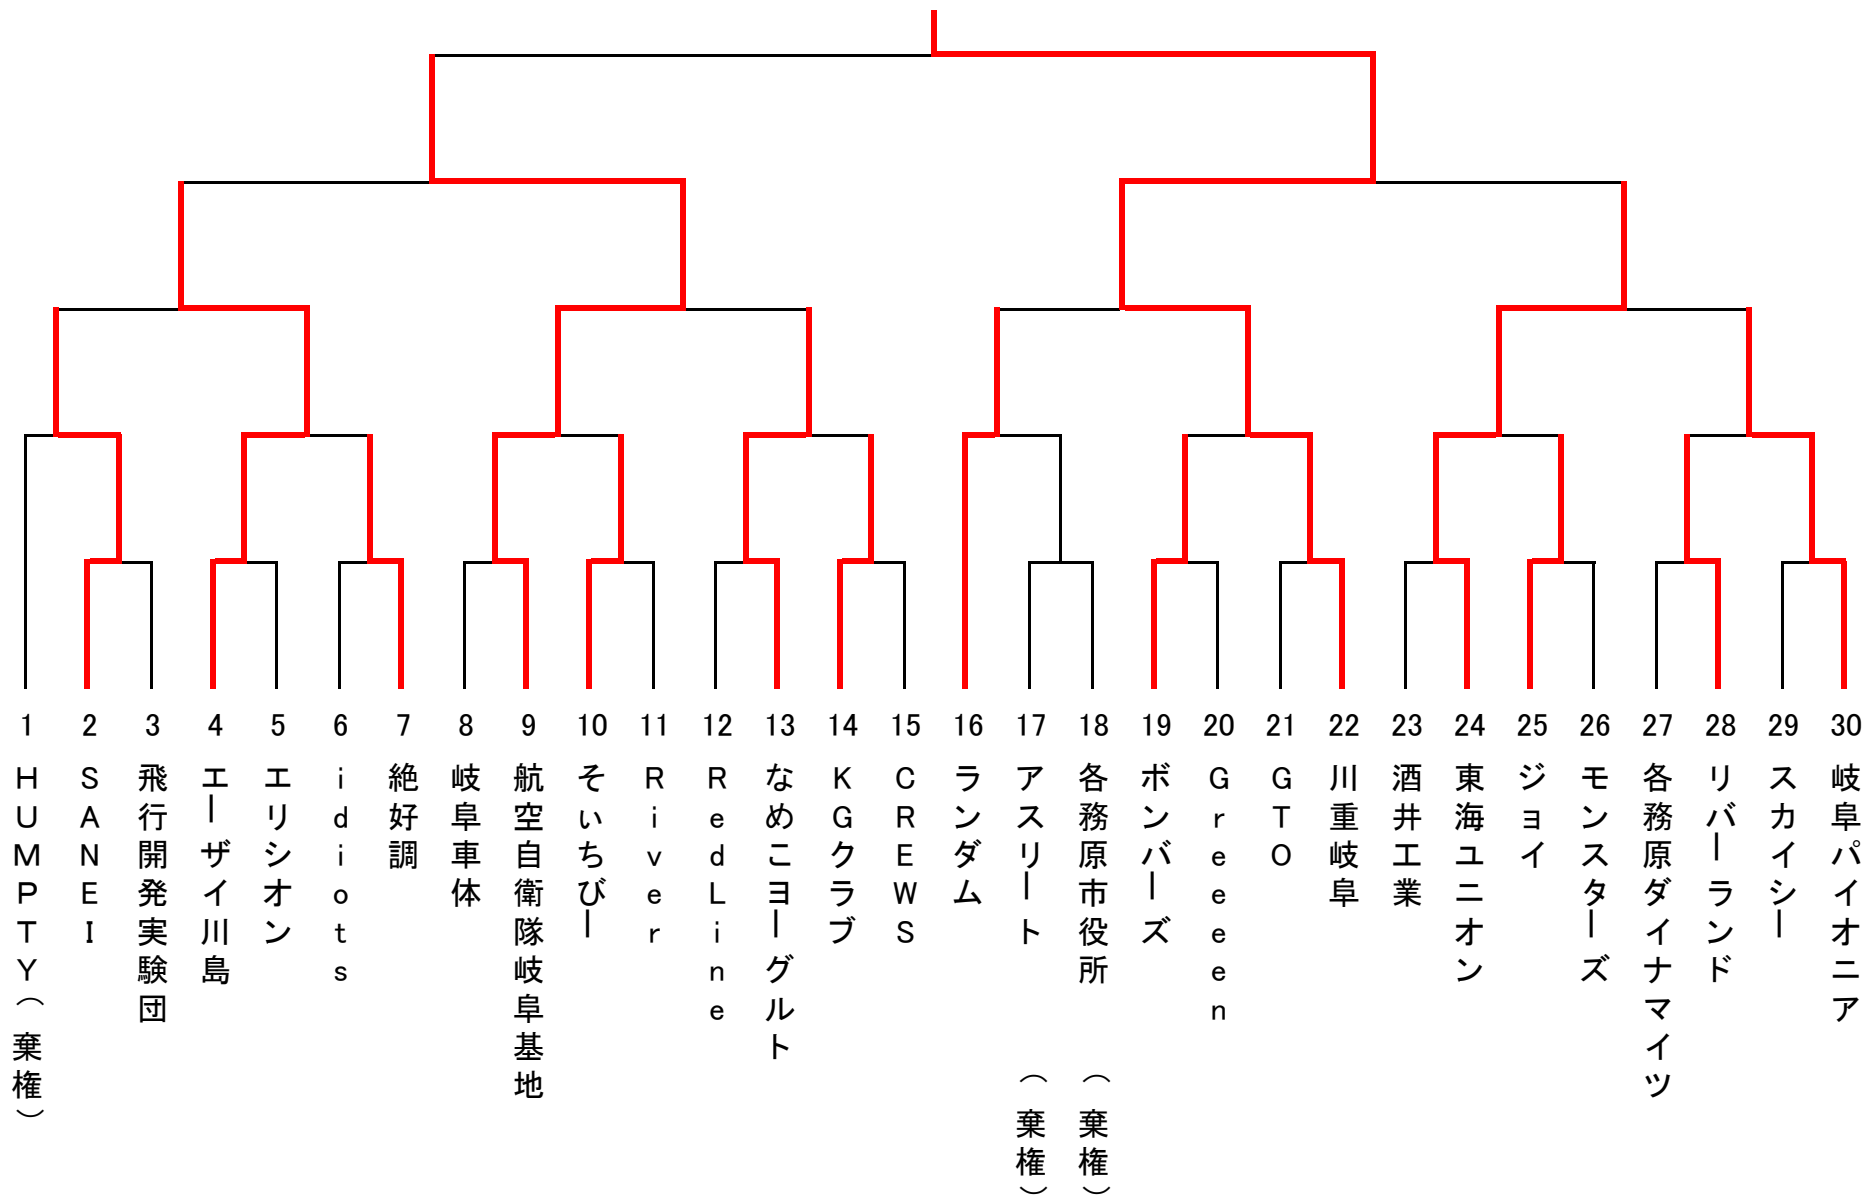 1 HUMPTY（棄権）
2 SANEI
3 飛行開発実験団
4 エーザイ川島
5 エリシオン
6 idiots
7 絶好調
8 岐阜車体
9 航空自衛隊岐阜基地
10 そぃちびー
11 River
12 RedLine
13 なめこヨーグルト
14 KGクラブ
15 CREWS
16 ランダム
17 アスリート（棄権）
18 各務原市役所（棄権）
19 ボンバーズ
20 Greeeen
21 GTO
22 川重岐阜
23 酒井工業
24 東海ユニオン
25 ジョイ
26 モンスターズ
27 各務原ダイナマイツ
28 リバーランド
29 スカイシー
30 岐阜パイオニア